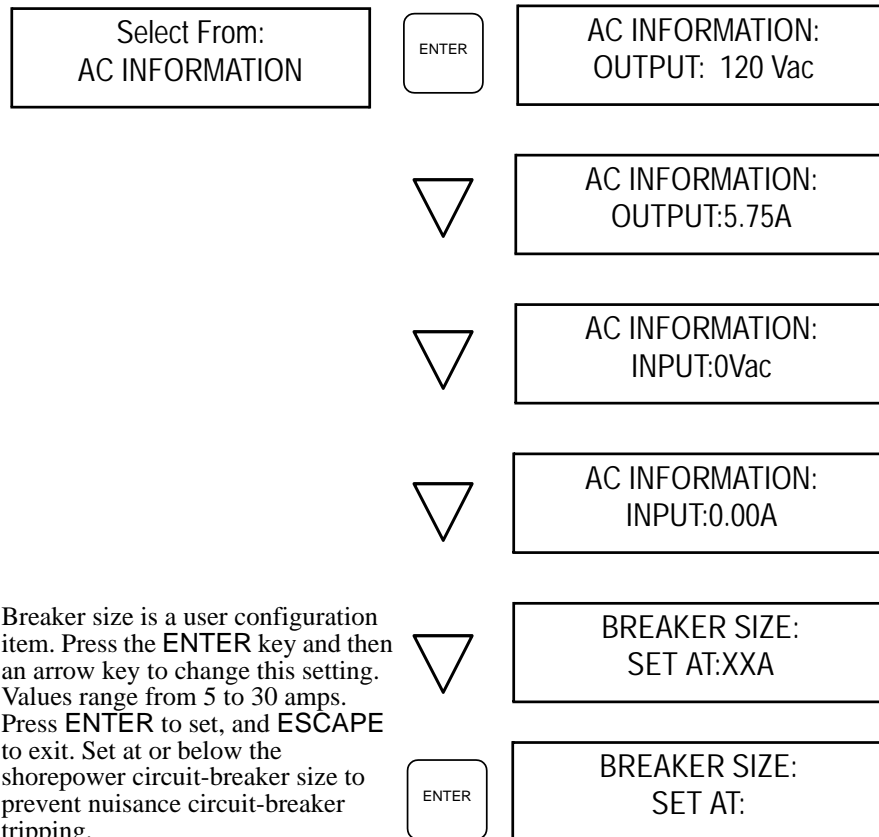 Select From:
AC INFORMATION
ENTER
AC INFORMATION:
OUTPUT: 120 Vac
AC INFORMATION:
OUTPUT:5.75A
AC INFORMATION:
INPUT:0Vac
AC INFORMATION:
INPUT:0.00A
Breaker size is a user configuration
item. Press the ENTER key and then
an arrow key to change this setting.
Values range from 5 to 30 amps.
Press ENTER to set, and ESCAPE
to exit. Set at or below the
shorepower circuit-breaker size to
prevent nuisance circuit-breaker
tripping.
BREAKER SIZE:
SET AT:XXA
ENTER
BREAKER SIZE:
SET AT: